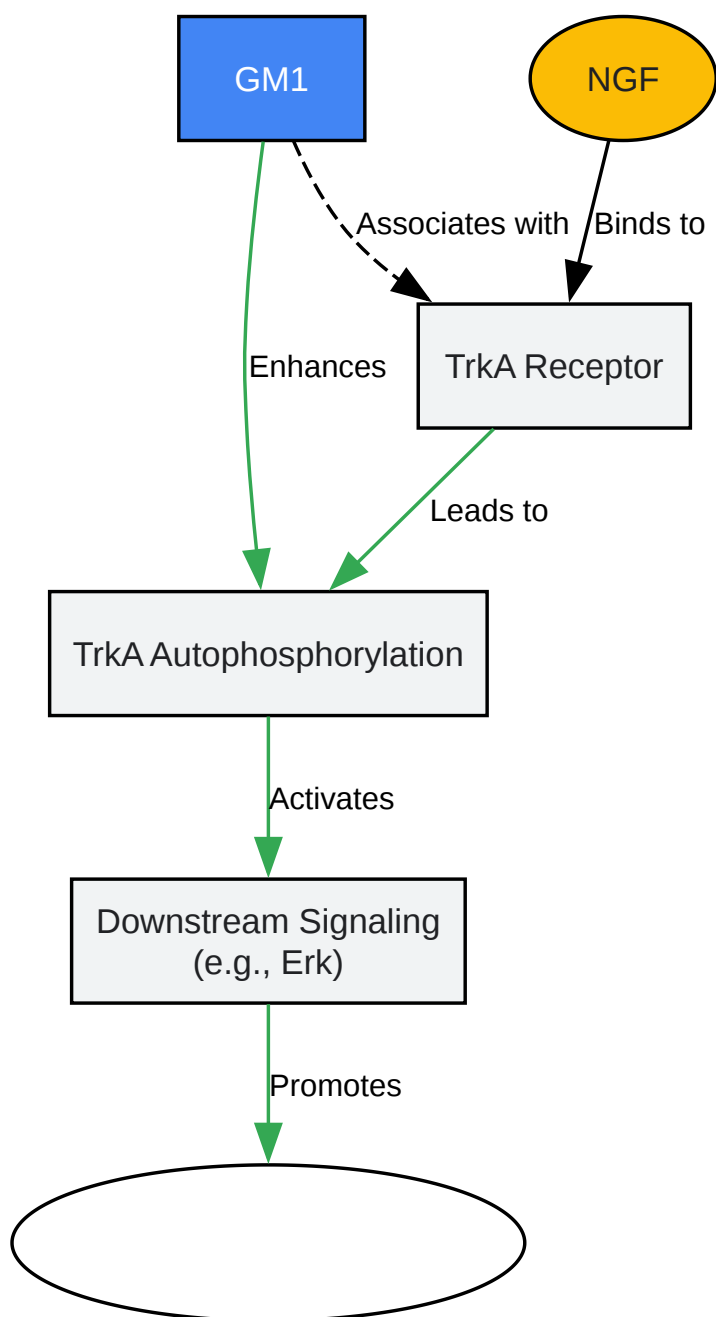 GM1
NGF
Associates with
Binds to
TrkA Receptor
Enhances
Leads to
TrkA Autophosphorylation
Activates
Downstream Signaling
(e.g., Erk)
Promotes